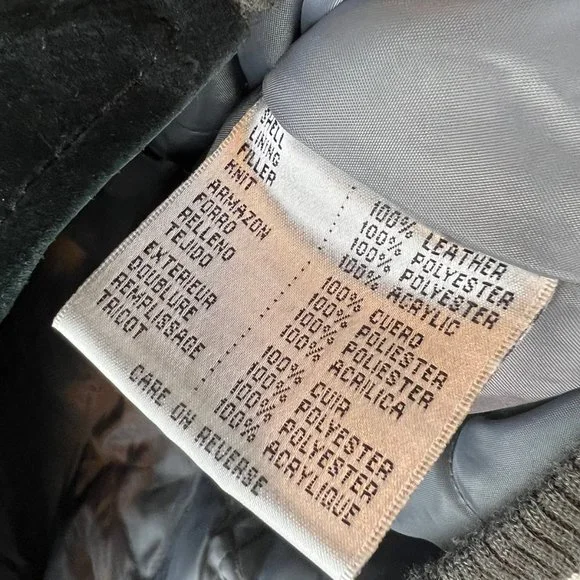 SHELL : 100% LEATHER
LINING : 100% POLYESTER
FILLER : 100% POLYESTER
KNIT : 100% ACRYLIC
ARMAZON : 100% CUERO
FORRO : 100% POLIESTER
RELLENO : 100% POLIESTER
TEJIDO : 100% ACRILICA
EXTERIEUR : 100% CUIR
DOUBLURE : 100% POLYESTER
REMPLISSAGE : 100% POLYESTER
TRICOT : 100% ACRYLIQUE
CARE ON REVERSE